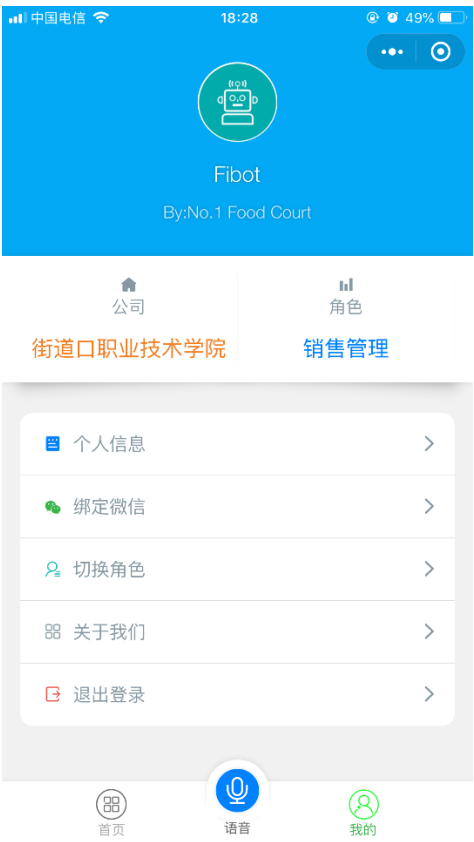 中国电信
18:28
49%
Fibot
By:No.1 Food Court
公司
角色
街道口职业技术学院
销售管理
个人信息
绑定微信
切换角色
关于我们
退出登录
首页
语音
我的